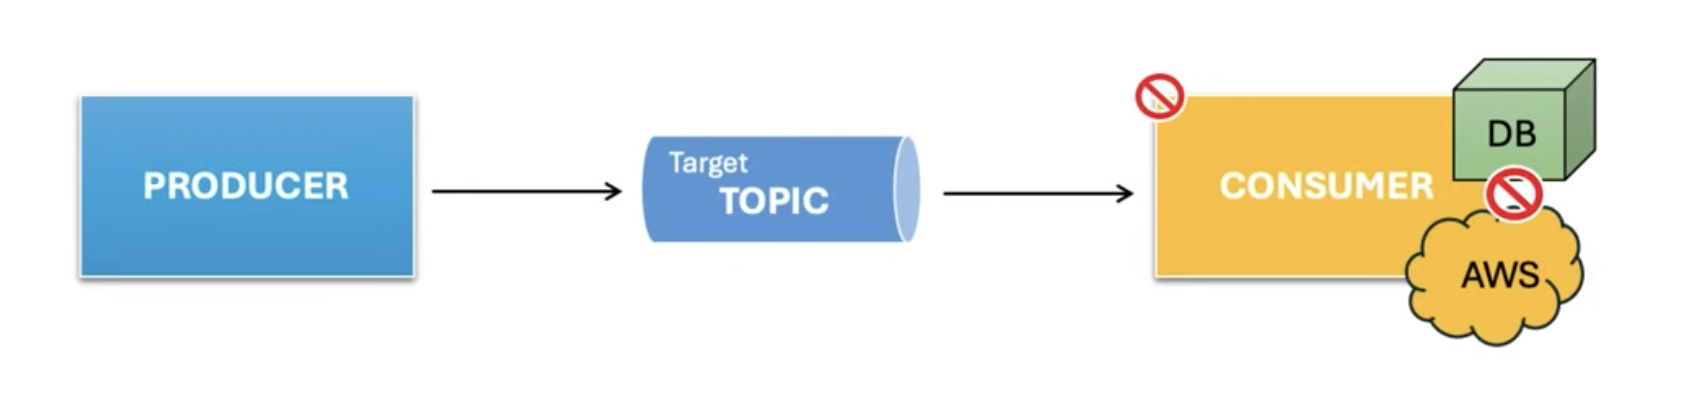 PRODUCER
Target
TOPIC
CONSUMER
DB
AWS